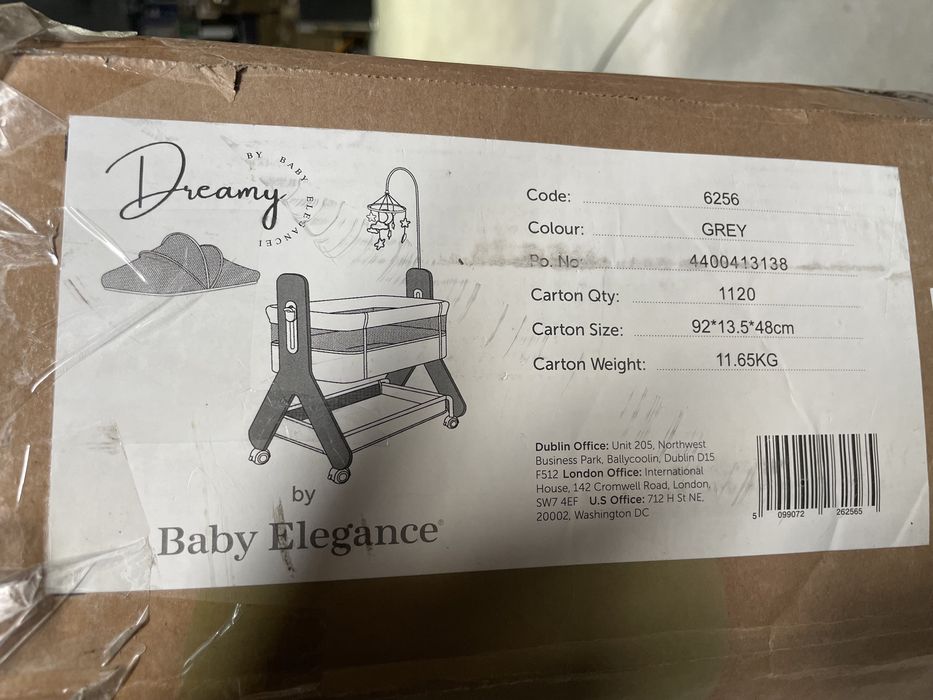 Dreamy
BY BABY ELEGANCE
Code: 6256
Colour: GREY
Po. No: 4400413138
Carton Qty: 1120
Carton Size: 92*13.5*48cm
Carton Weight: 11.65KG
by
Baby Elegance
Dublin Office: Unit 205, Northwest
Business Park, Ballycoolin, Dublin D15
F512 London Office: International
House, 142 Cromwell Road, London,
SW7 4EF U.S Office: 712 H St NE,
20002, Washington DC
5 099072 262565